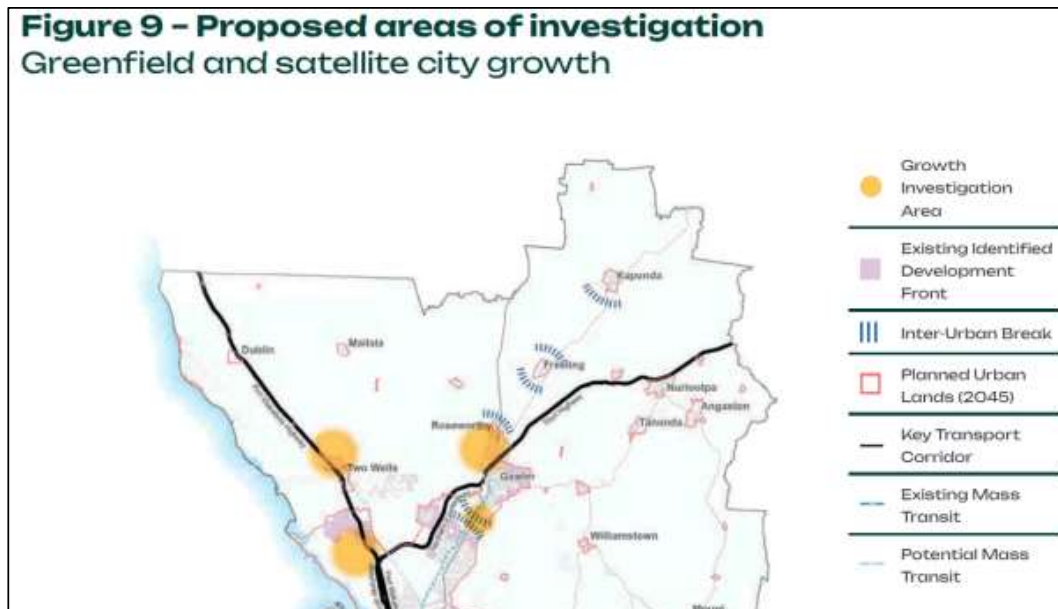 Figure 9 – Proposed areas of investigation
Greenfield and satellite city growth
Growth
Investigation
Area
Existing Identified
Development
Front
Inter-Urban Break
Planned Urban
Lands (2045)
Key Transport
Corridor
Existing Mass
Transit
Potential Mass
Transit
Kapunda
Dublin
Mallala
Freeling
Nuriootpa
Angaston
Tanunda
Roseworthy
Two Wells
Gawler
Williamstown
Mount